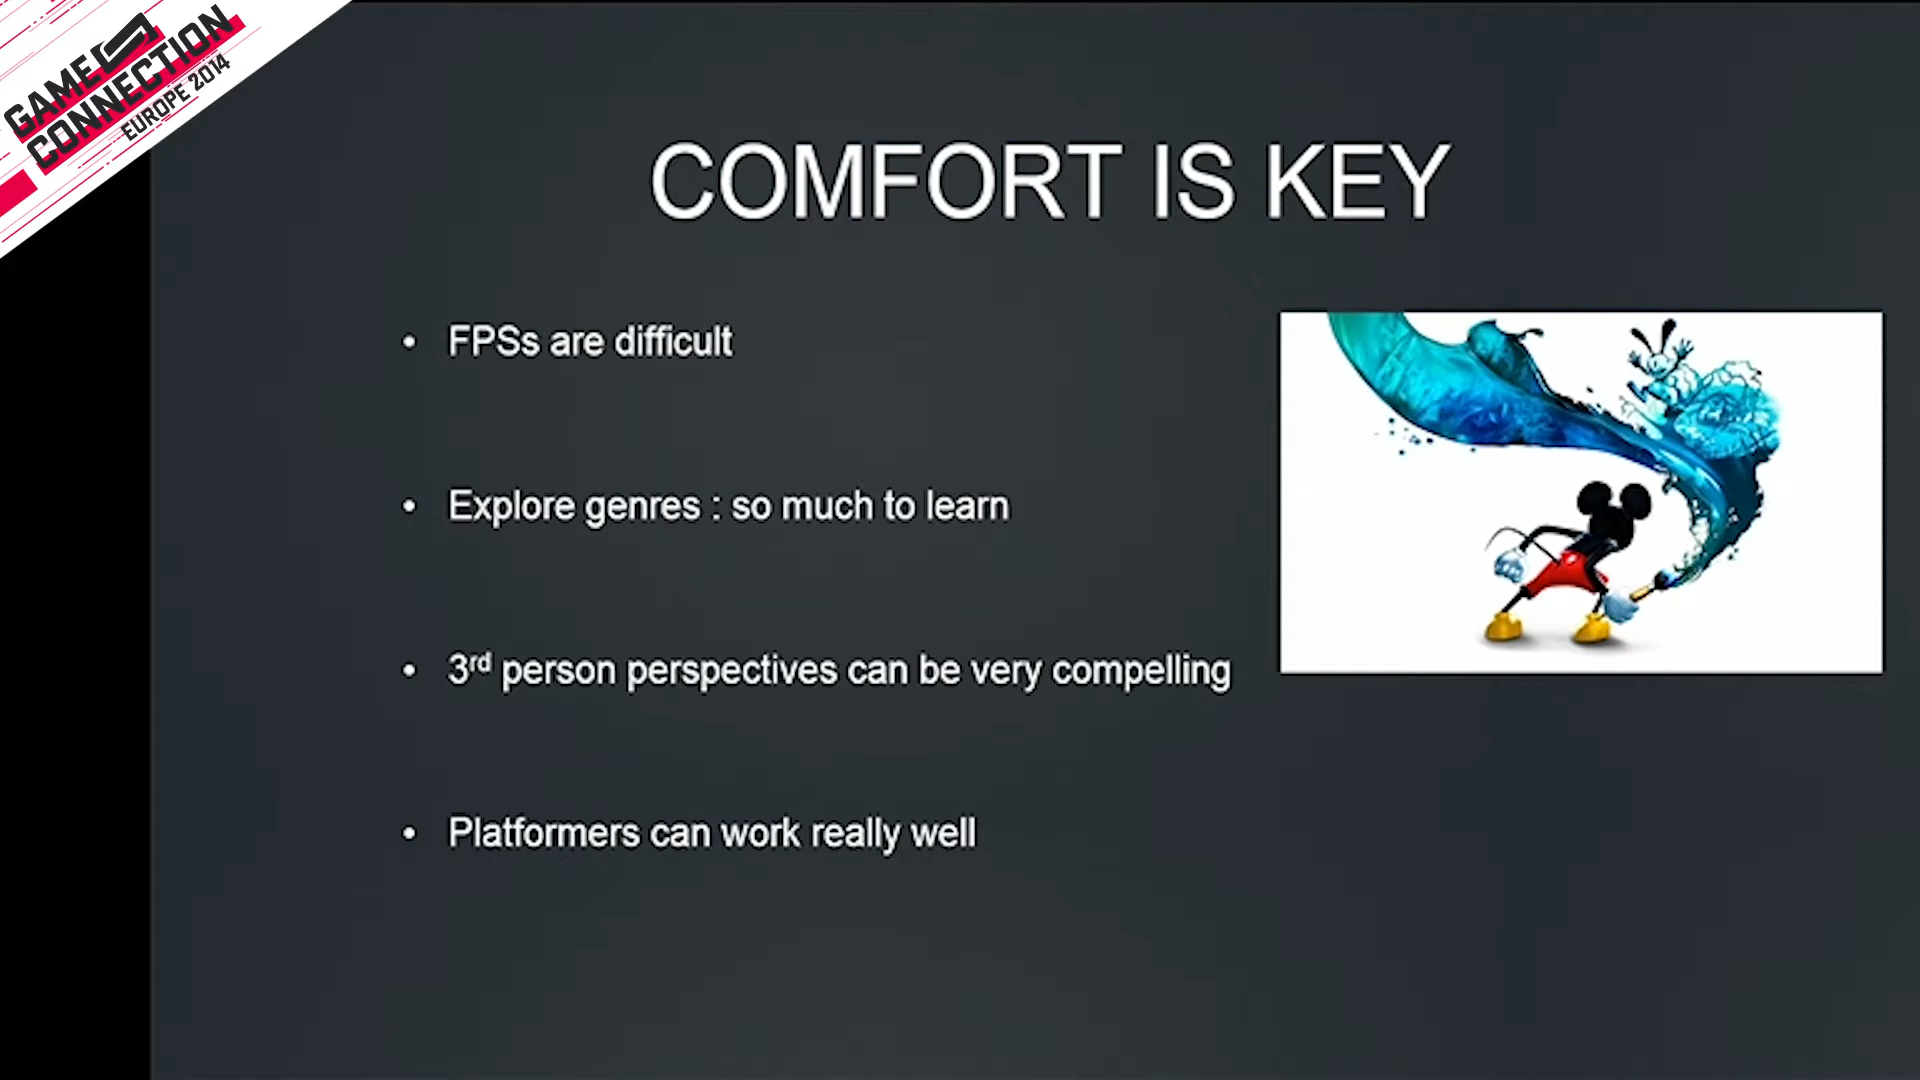 GAME
CONNECTION
EUROPE 2014
COMFORT IS KEY
• FPSs are difficult
• Explore genres : so much to learn
• 3rd person perspectives can be very compelling
• Platformers can work really well